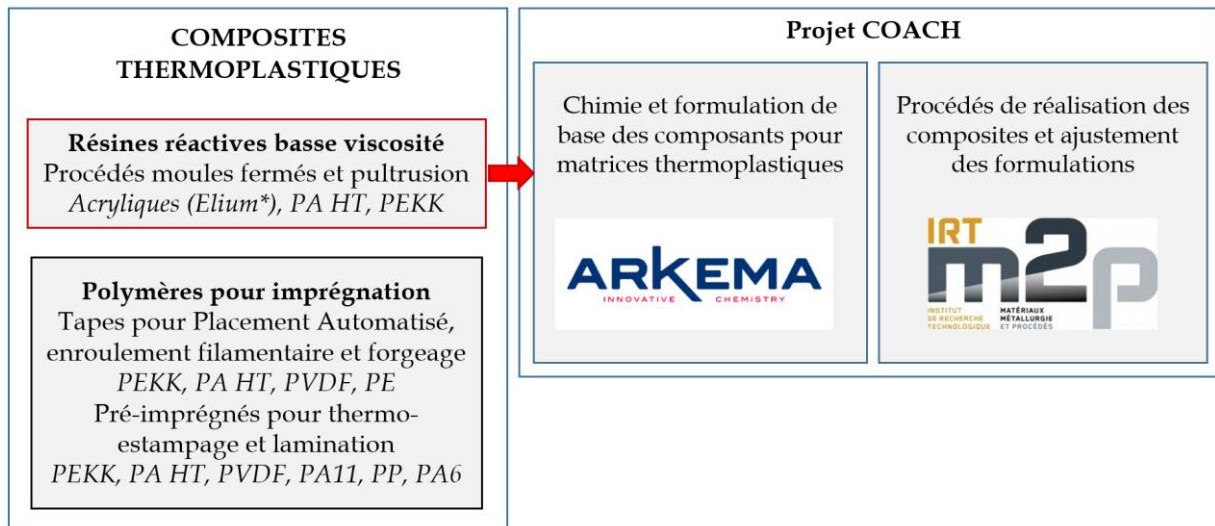 COMPOSITES
THERMOPLASTIQUES
Résines réactives basse viscosité
Procédés moules fermés et pultrusion
Acryliques (Elium*), PA HT, PEKK
Polymères pour imprégnation
Tapes pour Placement Automatisé,
enroulement filamentaire et forgeage
PEKK, PA HT, PVDF, PE
Pré-imprégnés pour thermo-
estampage et lamination
PEKK, PA HT, PVDF, PA11, PP, PA6
Projet COACH
Chimie et formulation de
base des composants pour
matrices thermoplastiques
ARKEMA
INNOVATIVE CHEMISTRY
Procédés de réalisation des
composites et ajustement
des formulations
IRT
m2p
INSTITUT
DE RECHERCHE
TECHNOLOGIQUE
MATÉRIAUX
MÉTALLURGIE
ET PROCÉDÉS